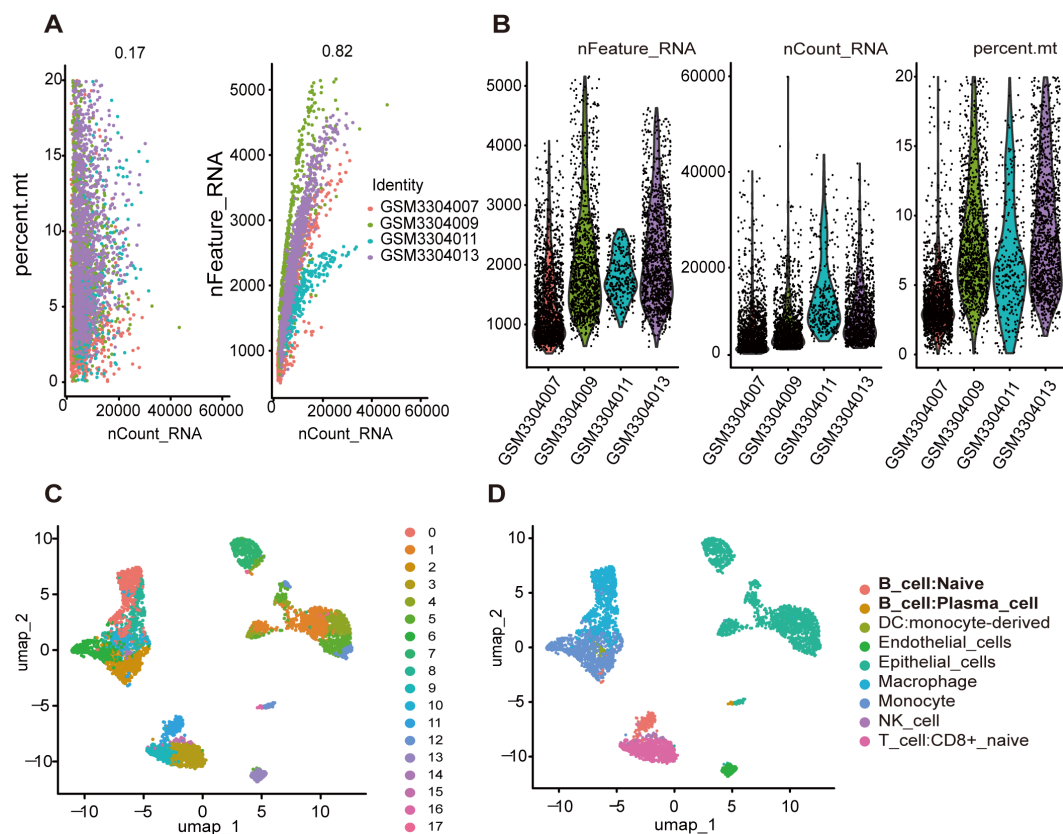 A
0.17
0.82
percent.mt
20
15
10
5
0
0
20000
40000
60000
nCount_RNA
nFeature_RNA
5000
4000
3000
2000
1000
0
20000
40000
60000
nCount_RNA
Identity
GSM3304007
GSM3304009
GSM3304011
GSM3304013
B
nFeature_RNA
nCount_RNA
percent.mt
5000
4000
3000
2000
1000
GSM3304007
GSM3304009
GSM3304011
GSM3304013
60000
40000
20000
0
GSM3304007
GSM3304009
GSM3304011
GSM3304013
20
15
10
5
0
GSM3304007
GSM3304009
GSM3304011
GSM3304013
C
umap_2
10
5
0
−5
−10
−10
−5
0
5
10
umap_1
0
1
2
3
4
5
6
7
8
9
10
11
12
13
14
15
16
17
D
umap_2
10
5
0
−5
−10
−10
−5
0
5
10
umap_1
B_cell:Naive
B_cell:Plasma_cell
DC:monocyte-derived
Endothelial_cells
Epithelial_cells
Macrophage
Monocyte
NK_cell
T_cell:CD8+_naive